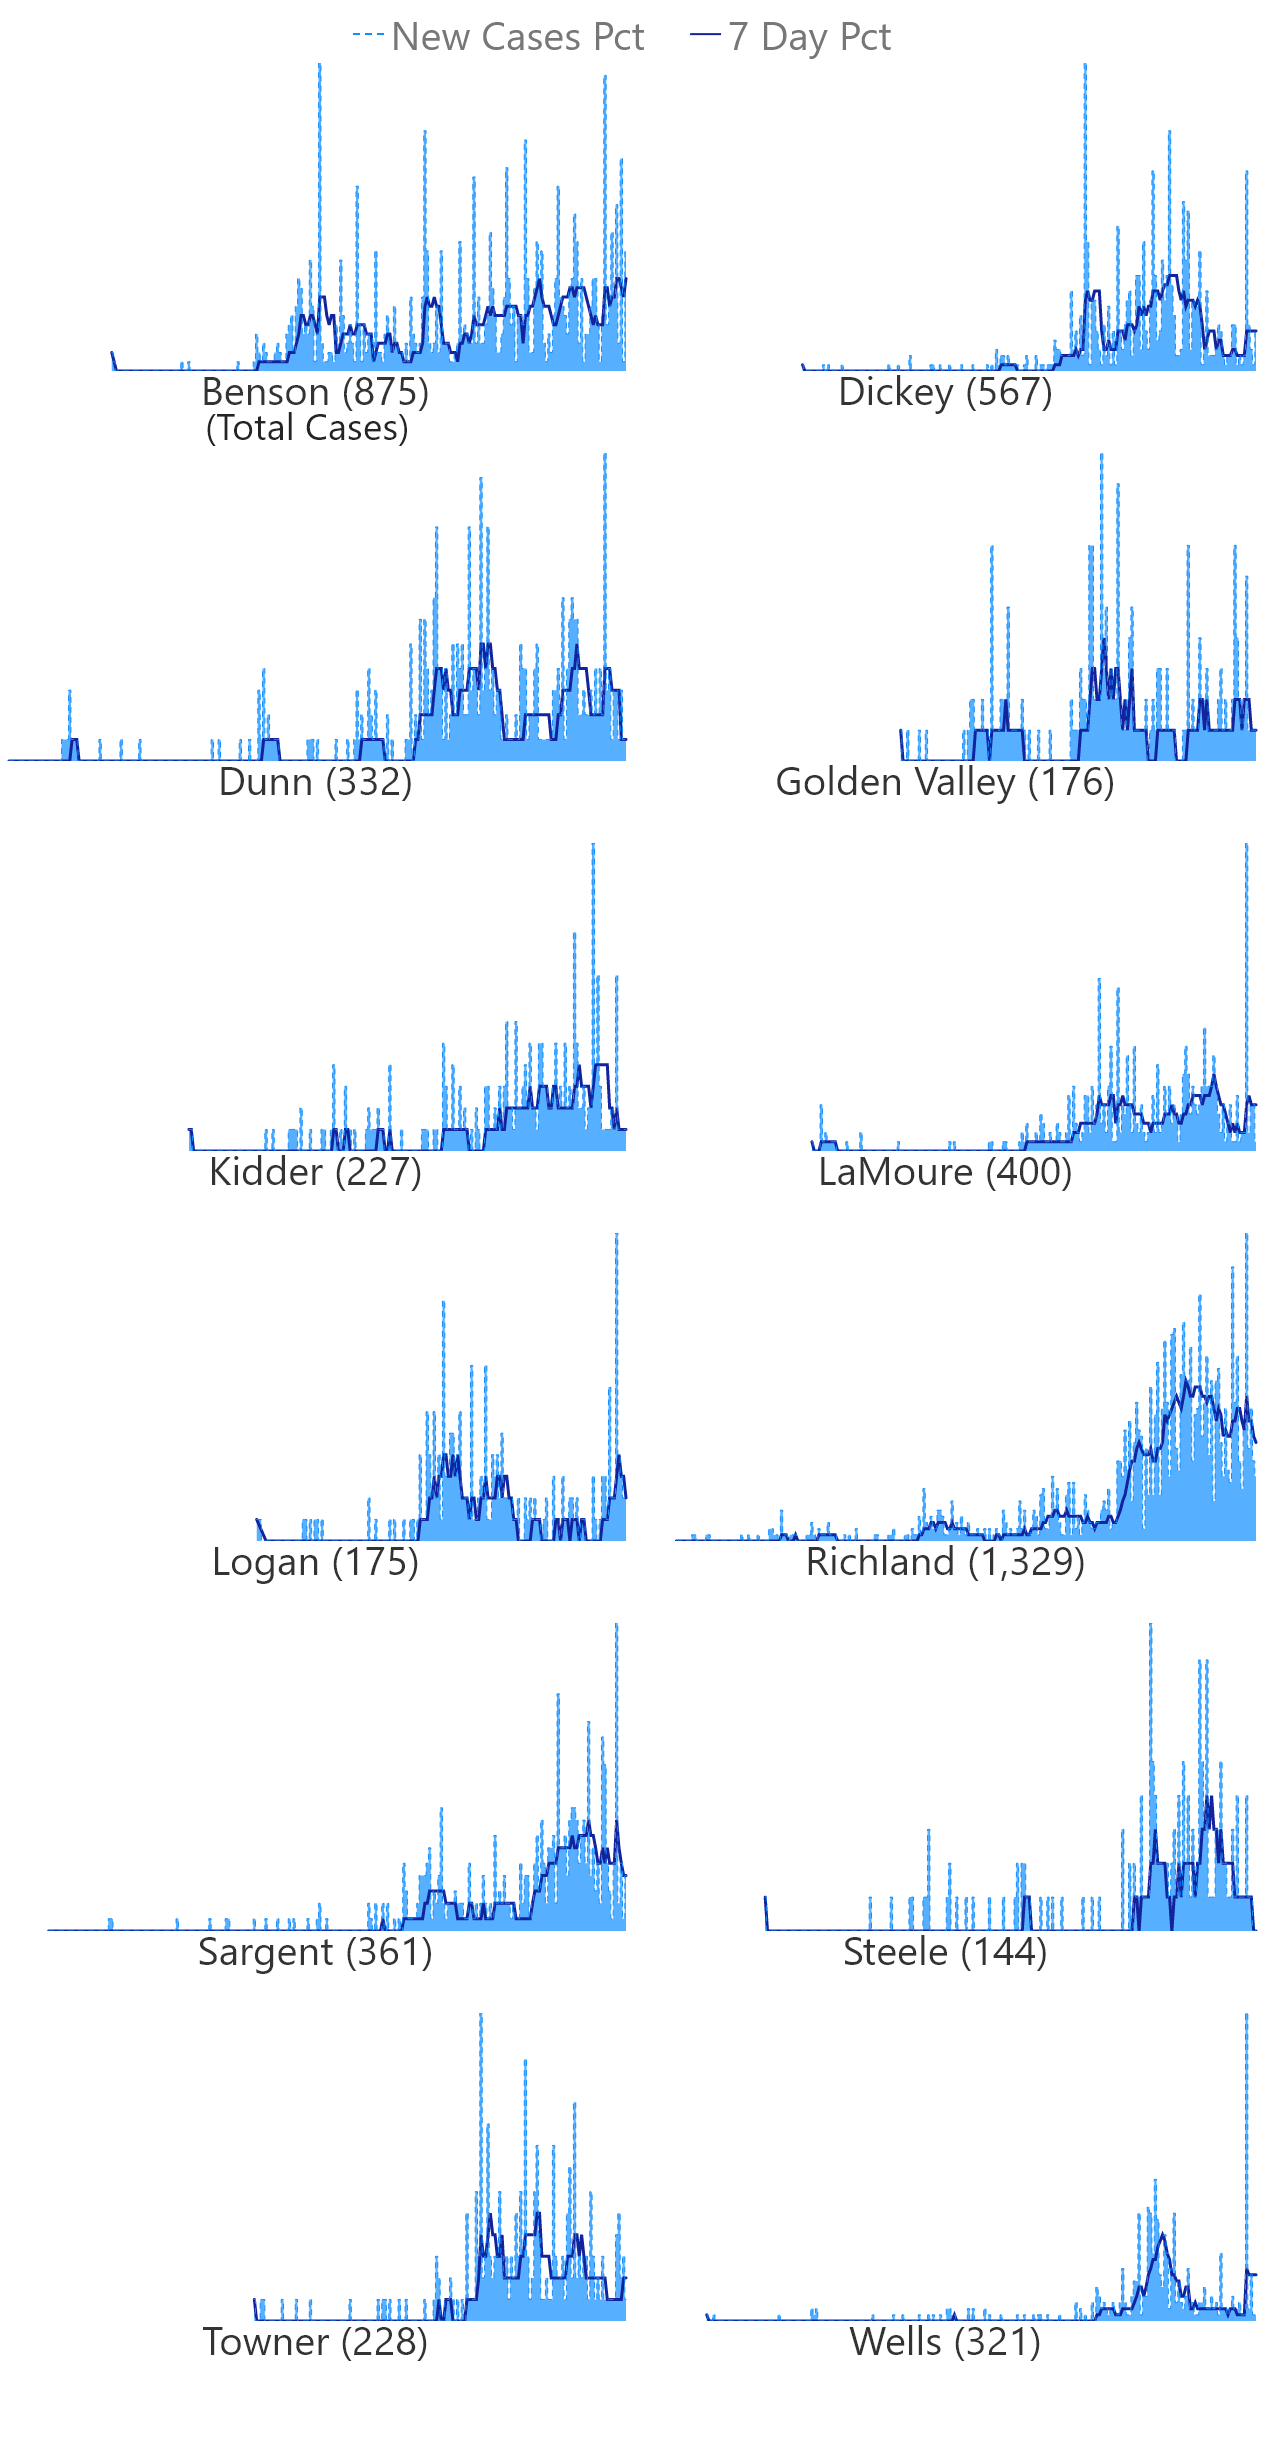 New Cases Pct 7 Day Pct
Benson (875) Dickey (567)
(Total Cases)
Dunn (332) Golden Valley (176)
Kidder (227) LaMoure (400)
Logan (175) Richland (1,329)
Sargent (361) Steele (144)
Towner (228) Wells (321)